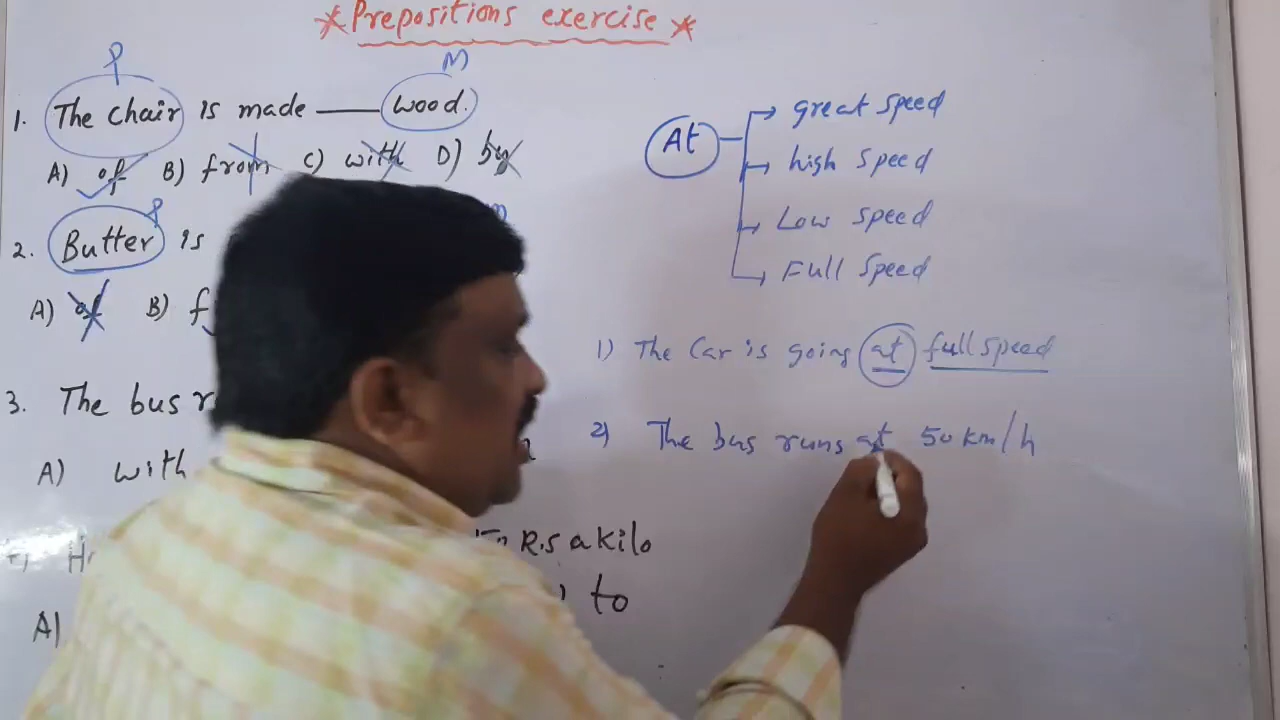 *Prepositions exercise*
P
M
1. The chair is made ___ wood.
A) of B) from C) with D) by
P
2. Butter is
A) of B) f
3. The bus r
A) with
R.s a kilo
A) to
At
great speed
high speed
Low speed
Full speed
1) The Car is going at full speed
2) The bus runs at 50 km/h